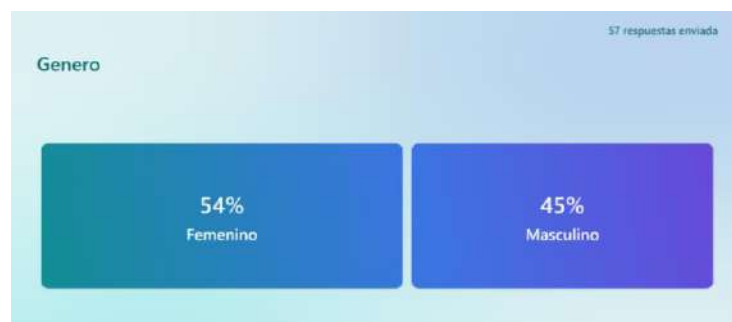 57 respuestas enviada
Genero
54%
Femenino
45%
Masculino